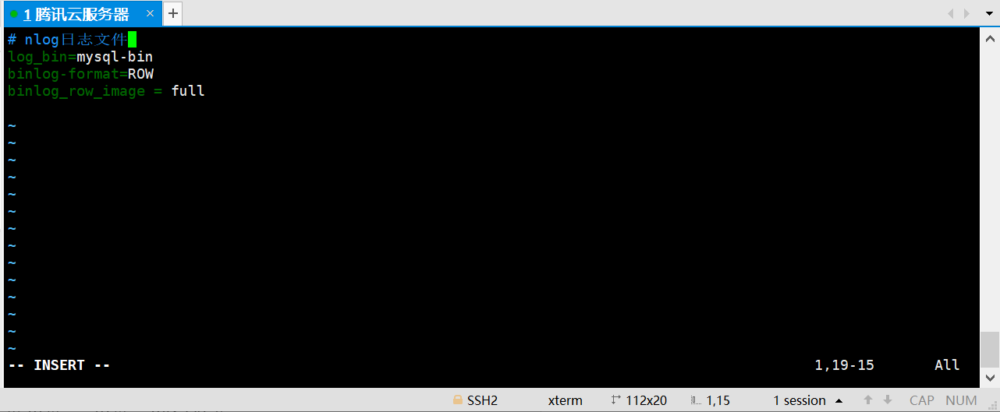 1 腾讯云服务器 × +
# nlog日志文件
log_bin=mysql-bin
binlog-format=ROW
binlog_row_image = full
~
~
~
~
~
~
~
~
~
~
~
~
~
~
-- INSERT -- 1,19-15 All
SSH2 xterm 112x20 1,15 1 session CAP NUM